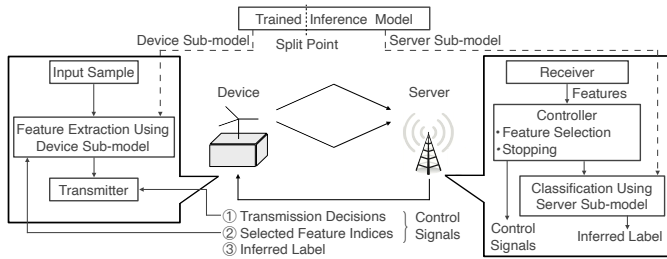 Trained Inference Model
Device Sub-model
Split Point
Server Sub-model
Input Sample
Feature Extraction Using
Device Sub-model
Transmitter
Device
Server
Receiver
Features
Controller
• Feature Selection
• Stopping
Classification Using
Server Sub-model
Control
Signals
Inferred Label
① Transmission Decisions
② Selected Feature Indices
③ Inferred Label
Control
Signals